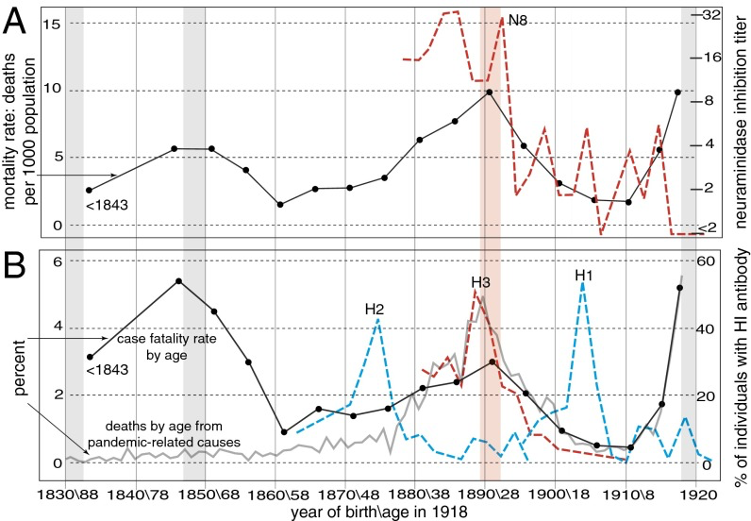 A
15
10
5
0
mortality rate: deaths
per 1000 population
<1843
N8
32
16
8
4
2
<2
neuraminidase inhibition titer
B
6
4
2
0
percent
<1843
case fatality rate
by age
deaths by age from
pandemic-related causes
H2
H3
H1
60
40
20
0
% of individuals with HI antibody
1830\88 1840\78 1850\68 1860\58 1870\48 1880\38 1890\28 1900\18 1910\8 1920
year of birth\age in 1918